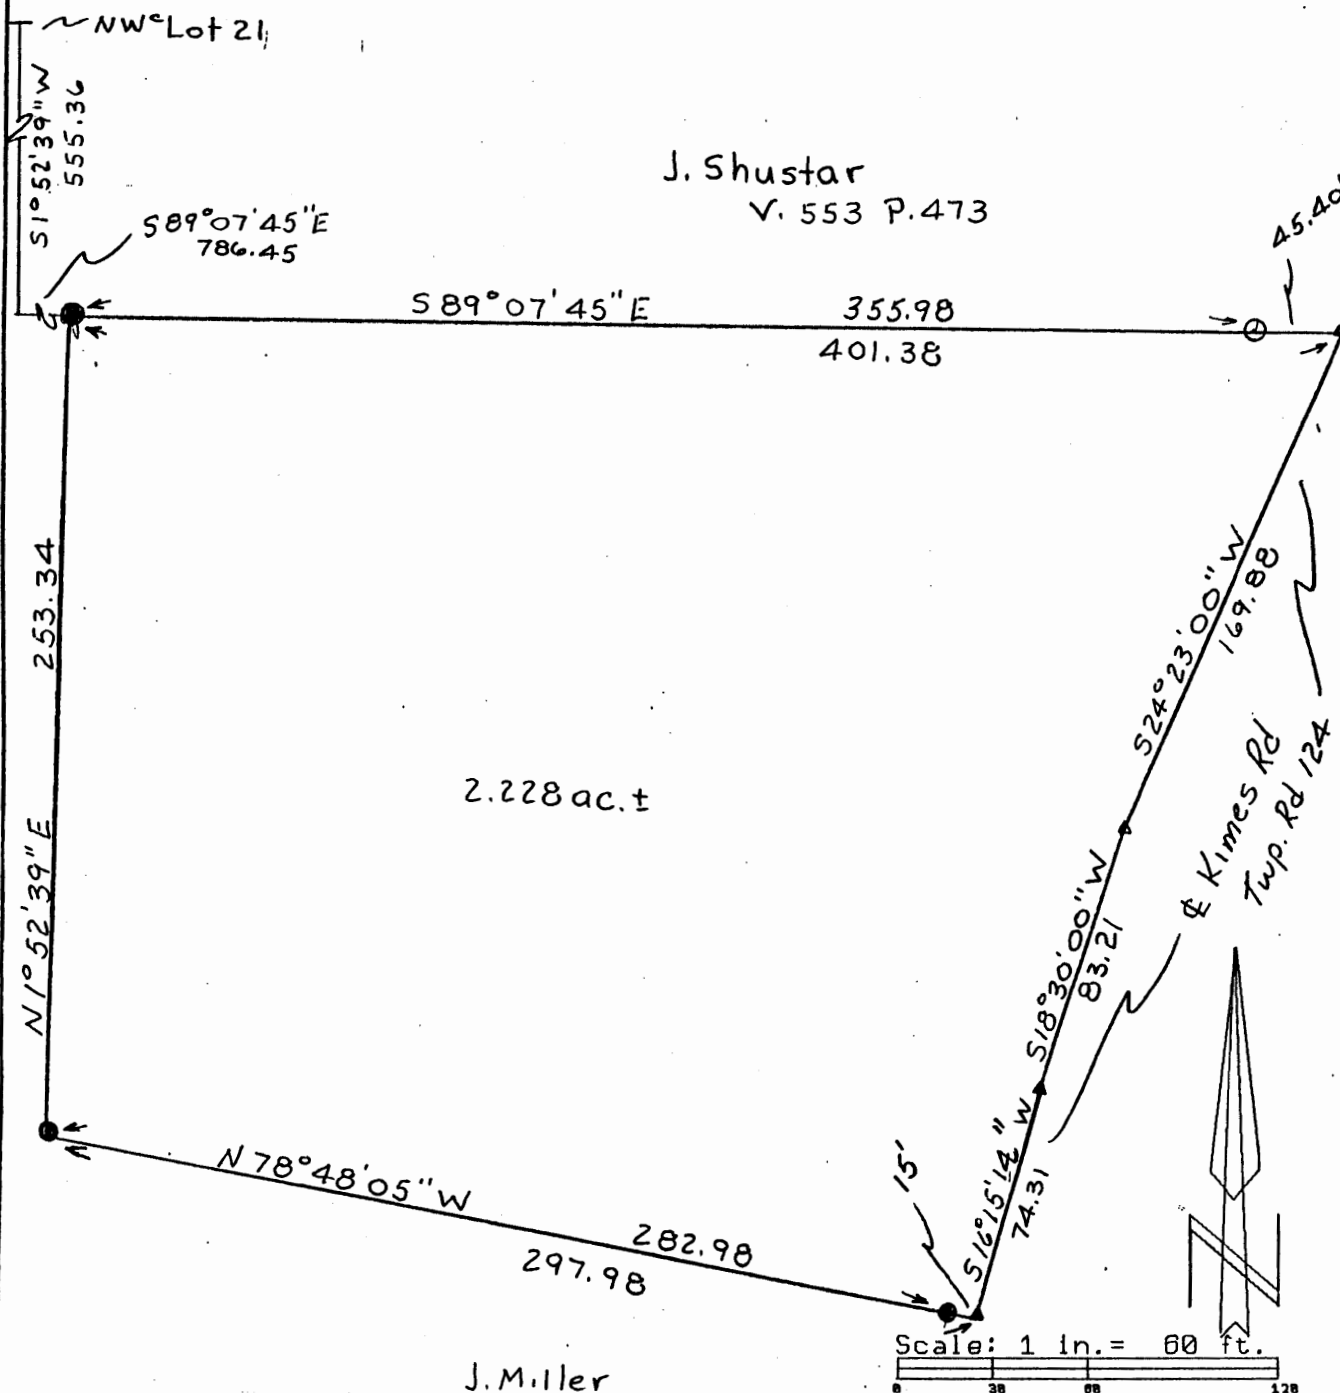 NWᶜ Lot 21
S1°52'39"W
555.36
S89°07'45"E
786.45
J. Shustar
V. 553 P.473
45.40'
S89°07'45"E 355.98
401.38
253.34
N1°52'39"E
S24°23'00"W
169.88
2.228 ac.±
℄ Kimes Rd
Twp. Rd 124
S18°30'00"W
83.21
S16°15'14"W
74.31
15'
N78°48'05"W
282.98
297.98
N
Scale: 1 in.= 60 ft.
0 30 60 120
J. Miller